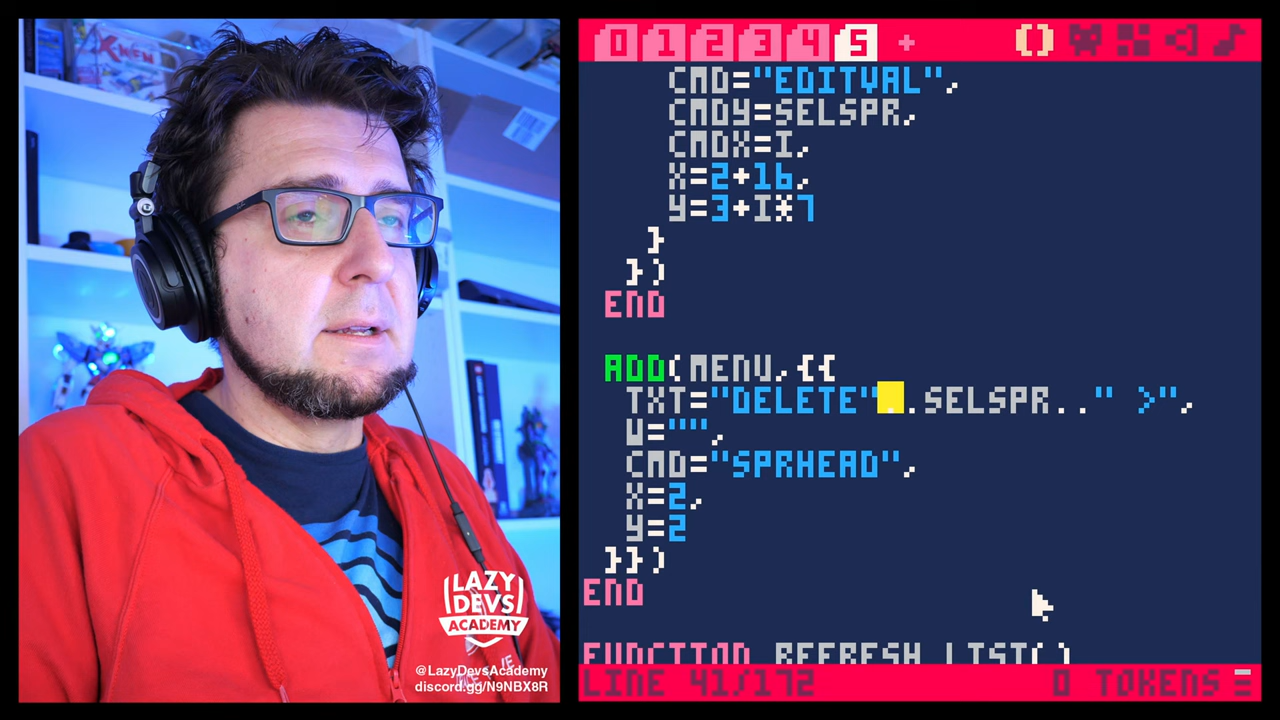 X-MEN
LAZY
DEVS
ACADEMY
@LazyDevsAcademy
discord.gg/N9NBX8R
0 1 2 3 4 5 +
CMD="EDITVAL",
CMDY=SELSPR,
CMDX=I,
X=2+16,
Y=3+I*7
}
})
END
ADD(MENU,{{
TXT="DELETE"..SELSPR.." >",
W="",
CMD="SPRHEAD",
X=2,
Y=2
}})
END
FUNCTION REFRESH_LIST()
LINE 41/172 0 TOKENS